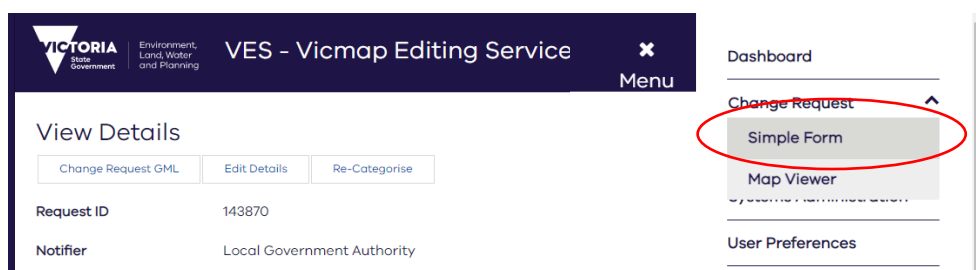 VICTORIA
State
Government
Environment,
Land, Water
and Planning
VES - Vicmap Editing Service
Menu
View Details
Change Request GML Edit Details Re-Categorise
Request ID 143870
Notifier Local Government Authority
Dashboard
Change Request
Simple Form
Map Viewer
Systems Administration
User Preferences